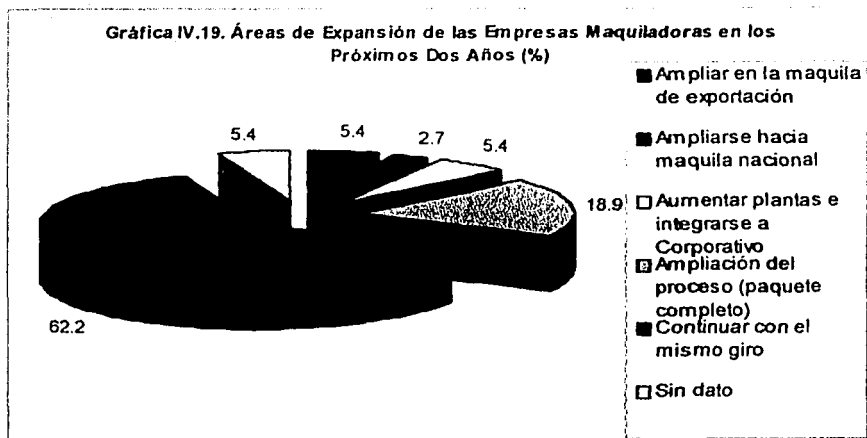 Gráfica IV.19. Áreas de Expansión de las Empresas Maquiladoras en los
Próximos Dos Años (%)
5.4
5.4
2.7
5.4
18.9
62.2
Ampliar en la maquila
de exportación
Ampliarse hacia
maquila nacional
Aumentar plantas e
integrarse a
Corporativo
Ampliación del
proceso (paquete
completo)
Continuar con el
mismo giro
Sin dato